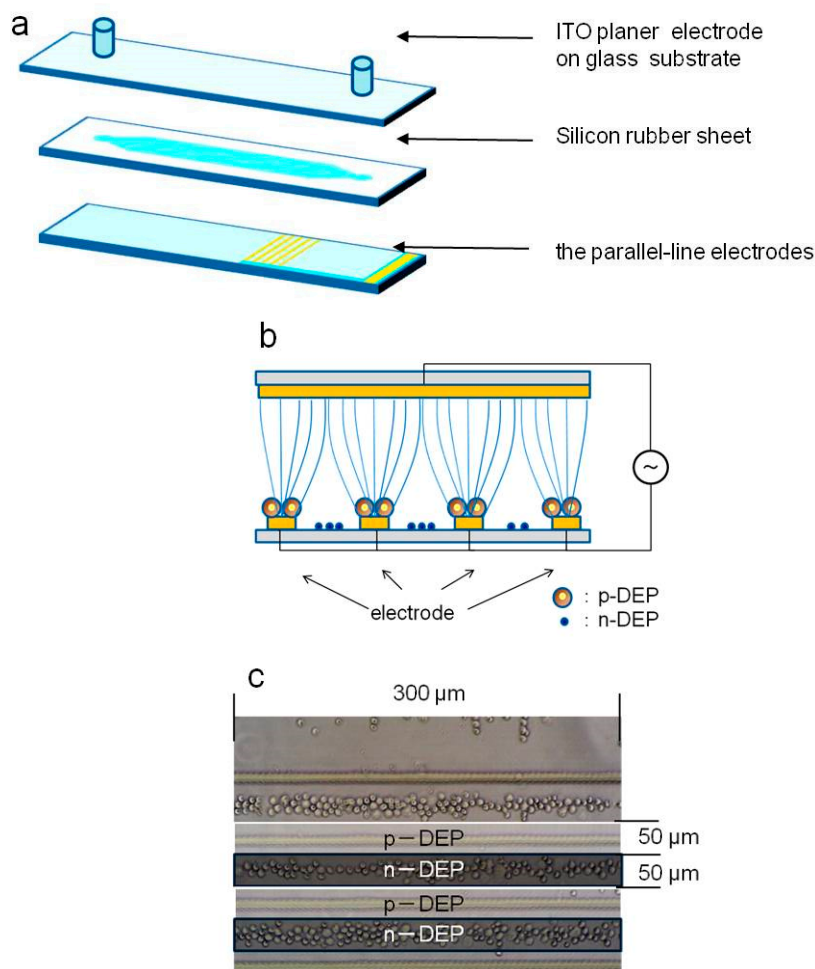 a
ITO planer electrode
on glass substrate
Silicon rubber sheet
the parallel-line electrodes
b
~
electrode
: p-DEP
: n-DEP
c
300 µm
p－DEP
50 µm
n－DEP
50 µm
p－DEP
n－DEP